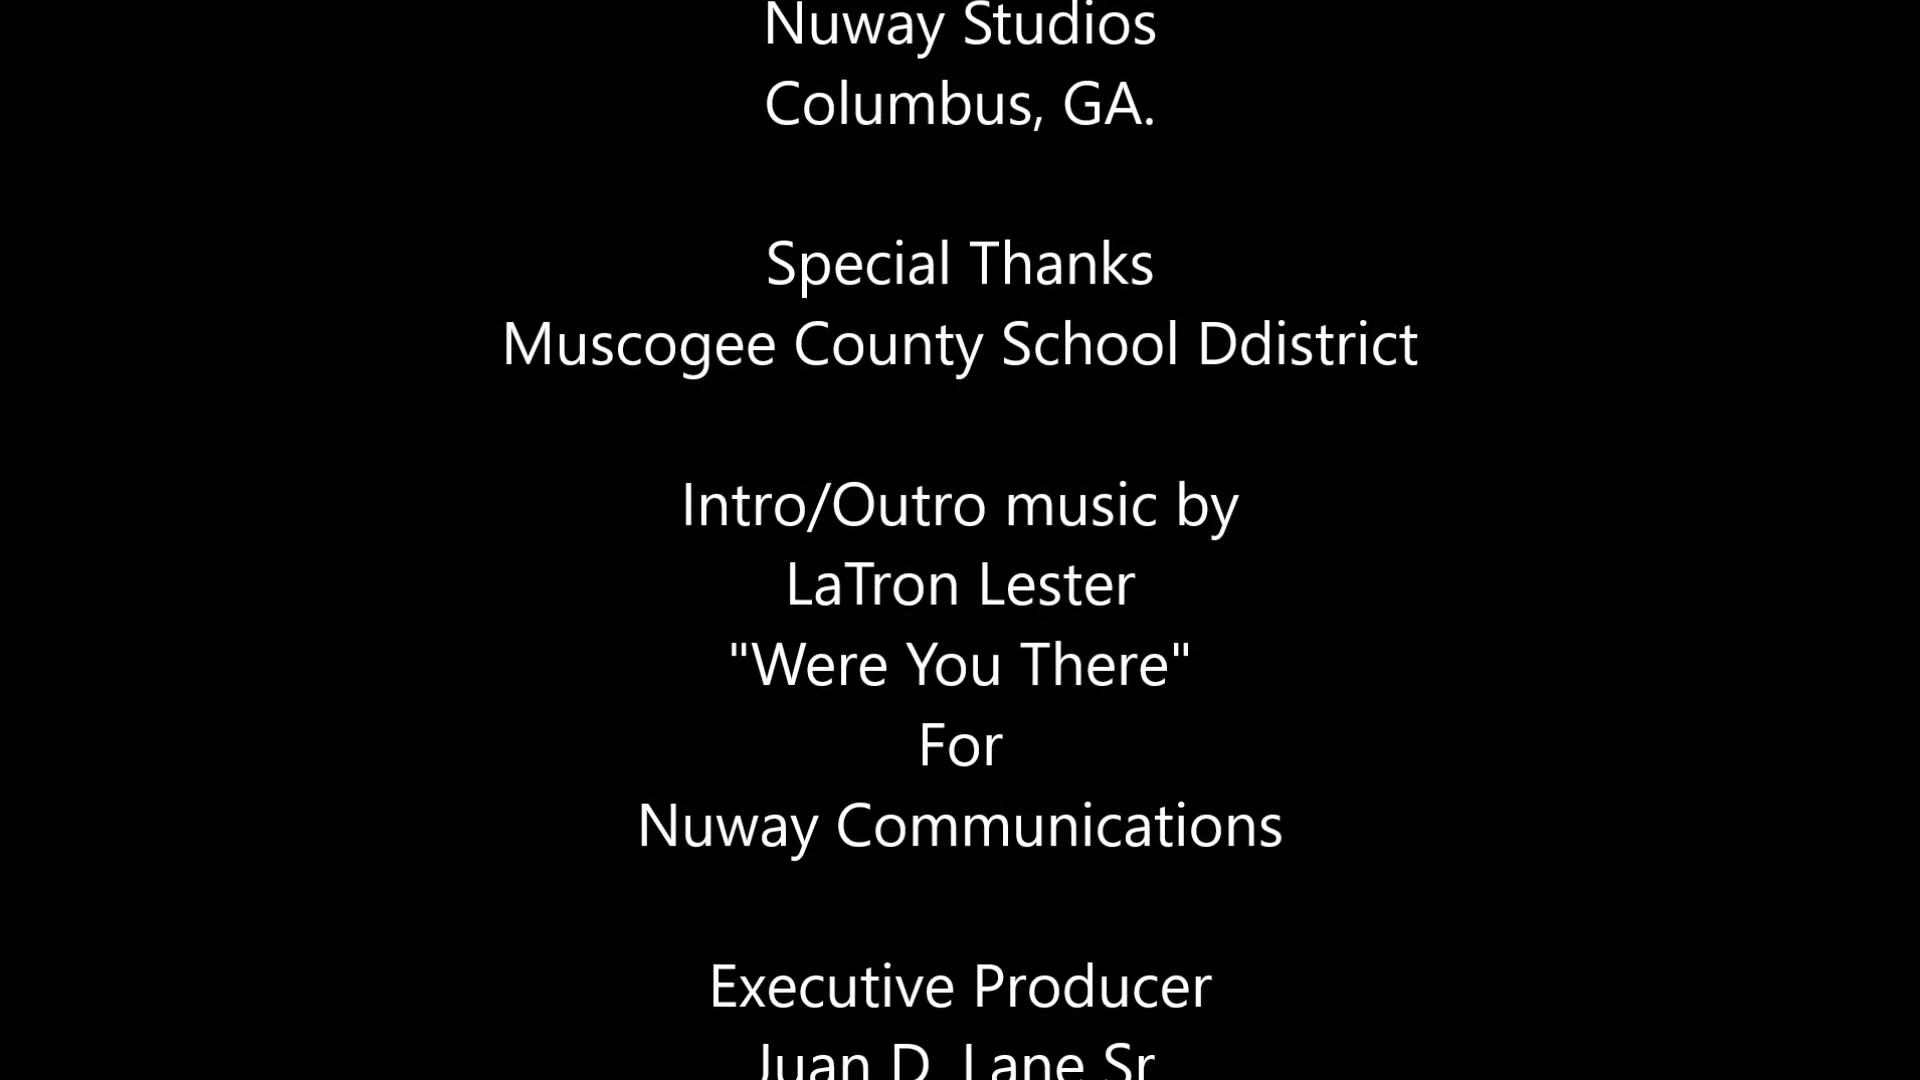 Nuway Studios
Columbus, GA.
Special Thanks
Muscogee County School Ddistrict
Intro/Outro music by
LaTron Lester
"Were You There"
For
Nuway Communications
Executive Producer
Juan D. Lane Sr